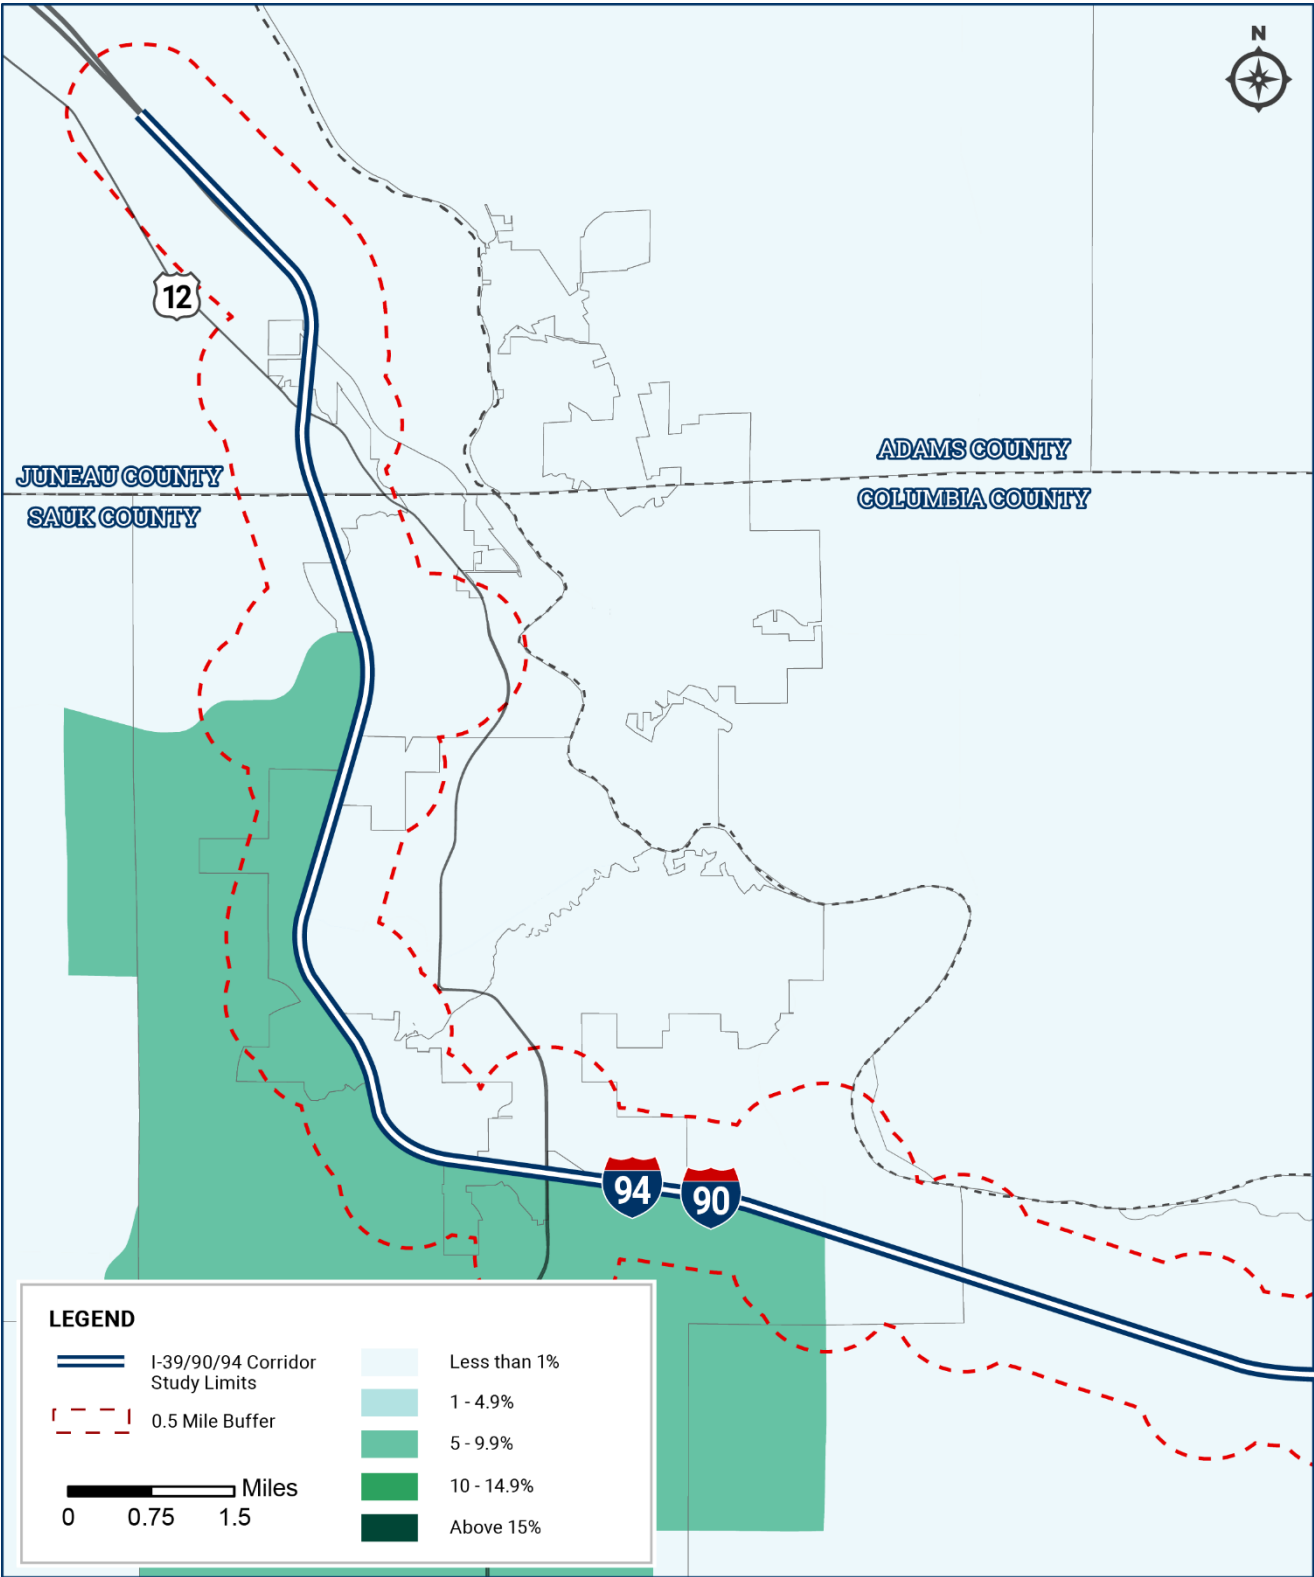 N
12
JUNEAU COUNTY
SAUK COUNTY
ADAMS COUNTY
COLUMBIA COUNTY
94
90
LEGEND
I-39/90/94 Corridor
Study Limits
0.5 Mile Buffer
Miles
0 0.75 1.5
Less than 1%
1 - 4.9%
5 - 9.9%
10 - 14.9%
Above 15%